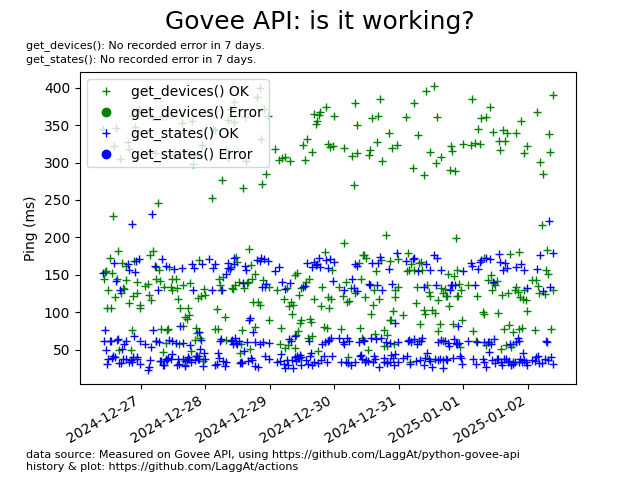 Govee API: is it working?
get_devices(): No recorded error in 7 days.
get_states(): No recorded error in 7 days.
get_devices() OK
get_devices() Error
get_states() OK
get_states() Error
Ping (ms)
400
350
300
250
200
150
100
50
2024-12-27
2024-12-28
2024-12-29
2024-12-30
2024-12-31
2025-01-01
2025-01-02
data source: Measured on Govee API, using https://github.com/LaggAt/python-govee-api
history & plot: https://github.com/LaggAt/actions